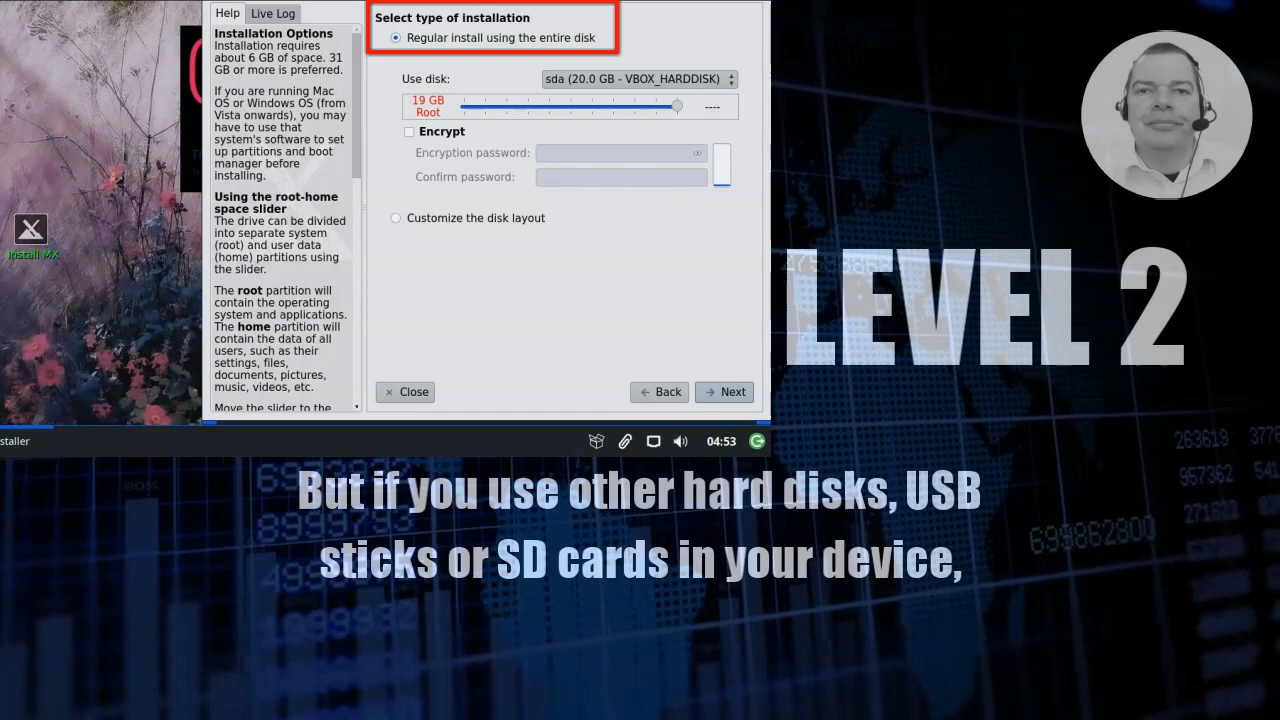 Help
Live Log
Installation Options
Installation requires
about 6 GB of space. 31
GB or more is preferred.
If you are running Mac
OS or Windows OS (from
Vista onwards), you may
have to use that
system's software to set
up partitions and boot
manager before
installing.
Using the root-home
space slider
The drive can be divided
into separate system
(root) and user data
(home) partitions using
the slider.
The root partition will
contain the operating
system and applications.
The home partition will
contain the data of all
users, such as their
settings, files,
documents, pictures,
music, videos, etc.
Move the slider to the
Select type of installation
Regular install using the entire disk
Use disk:
sda (20.0 GB - VBOX_HARDDISK)
19 GB
Root
----
Encrypt
Encryption password:
Confirm password:
Customize the disk layout
Close
Back
Next
Install MX
staller
04:53
LEVEL 2
But if you use other hard disks, USB
sticks or SD cards in your device,
263618
957362
699862800
80%